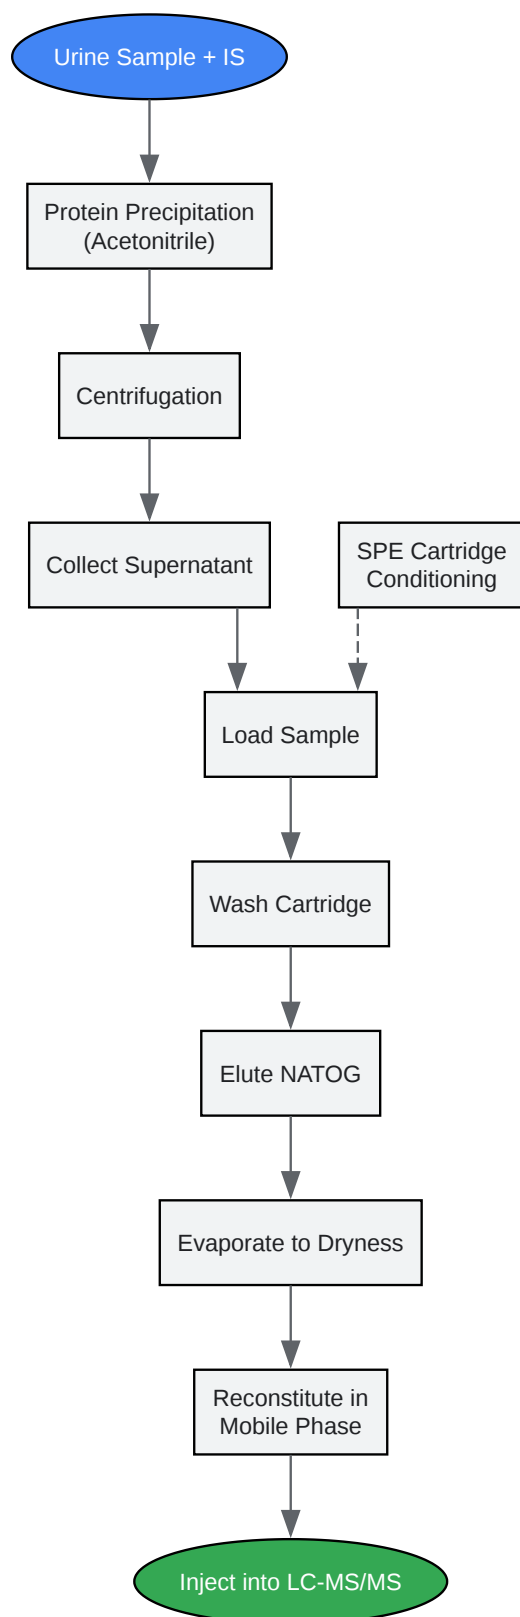 Urine Sample + IS
Protein Precipitation
(Acetonitrile)
Centrifugation
Collect Supernatant
SPE Cartridge
Conditioning
Load Sample
Wash Cartridge
Elute NATOG
Evaporate to Dryness
Reconstitute in
Mobile Phase
Inject into LC-MS/MS